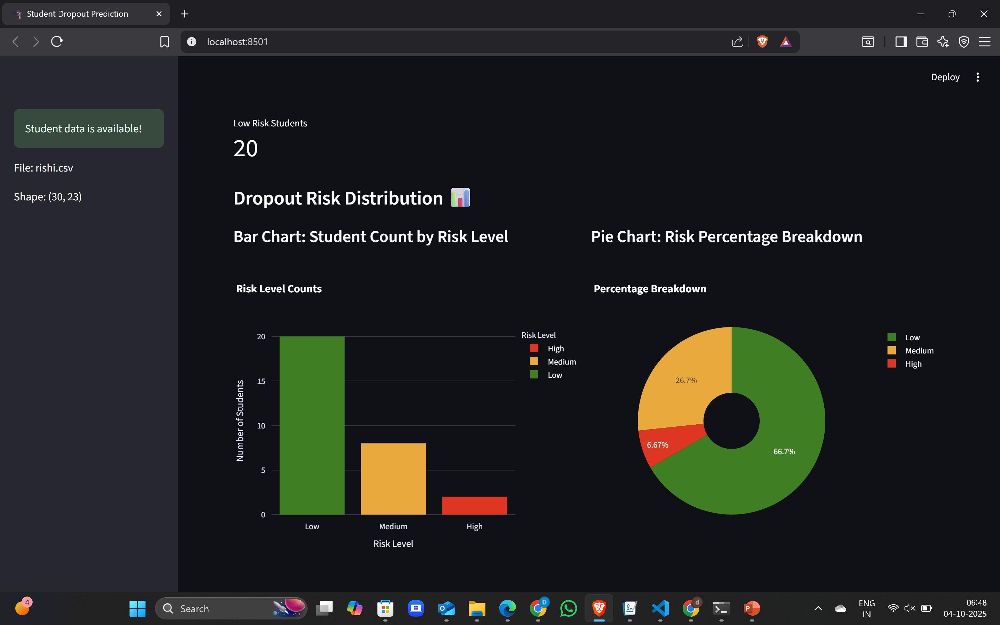 Student Dropout Prediction
localhost:8501
Deploy
Student data is available!
File: rishi.csv
Shape: (30, 23)
Low Risk Students
20
Dropout Risk Distribution
Bar Chart: Student Count by Risk Level
Risk Level Counts
Number of Students
20
15
10
5
0
Low
Medium
High
Risk Level
Risk Level
High
Medium
Low
Pie Chart: Risk Percentage Breakdown
Percentage Breakdown
26.7%
6.67%
66.7%
Low
Medium
High
4
Search
D
d
P
ENG
IN
06:48
04-10-2025